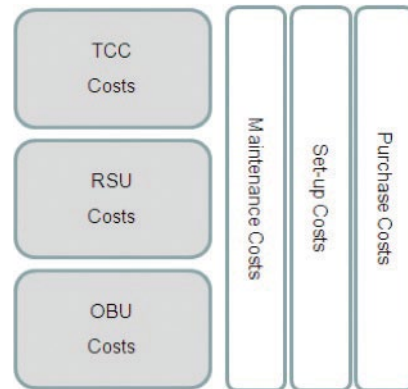 TCC
Costs
RSU
Costs
OBU
Costs
Maintenance Costs
Set-up Costs
Purchase Costs